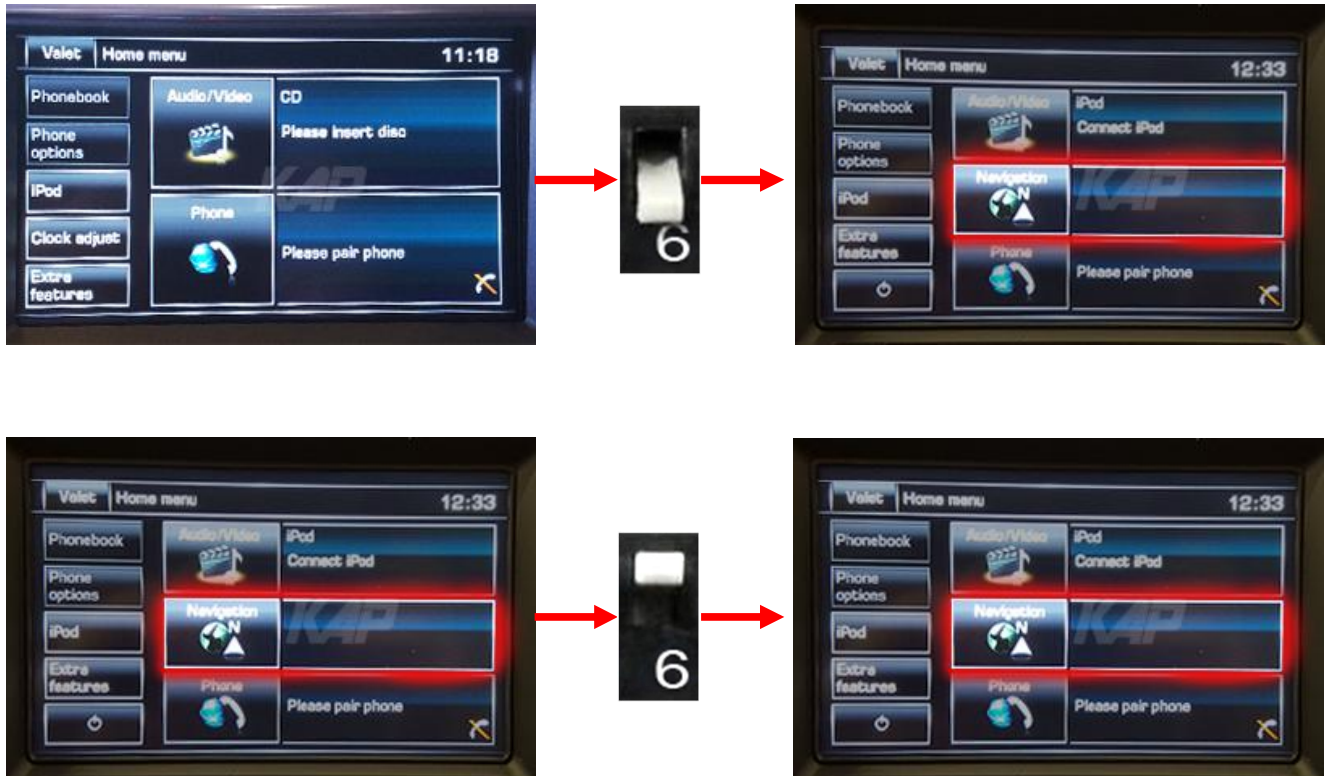 Valet Home menu 11:18
Phonebook
Phone
options
iPod
Clock adjust
Extra
features
Audio/Video
CD
Please insert disc
Phone
Please pair phone
KAP
6
Valet Home menu 12:33
Phonebook
Phone
options
iPod
Extra
features
Audio/Video
iPod
Connect iPod
Navigation
N
KAP
Phone
Please pair phone
Valet Home menu 12:33
Phonebook
Phone
options
iPod
Extra
features
Audio/Video
iPod
Connect iPod
Navigation
N
KAP
Phone
Please pair phone
6
Valet Home menu 12:33
Phonebook
Phone
options
iPod
Extra
features
Audio/Video
iPod
Connect iPod
Navigation
N
KAP
Phone
Please pair phone